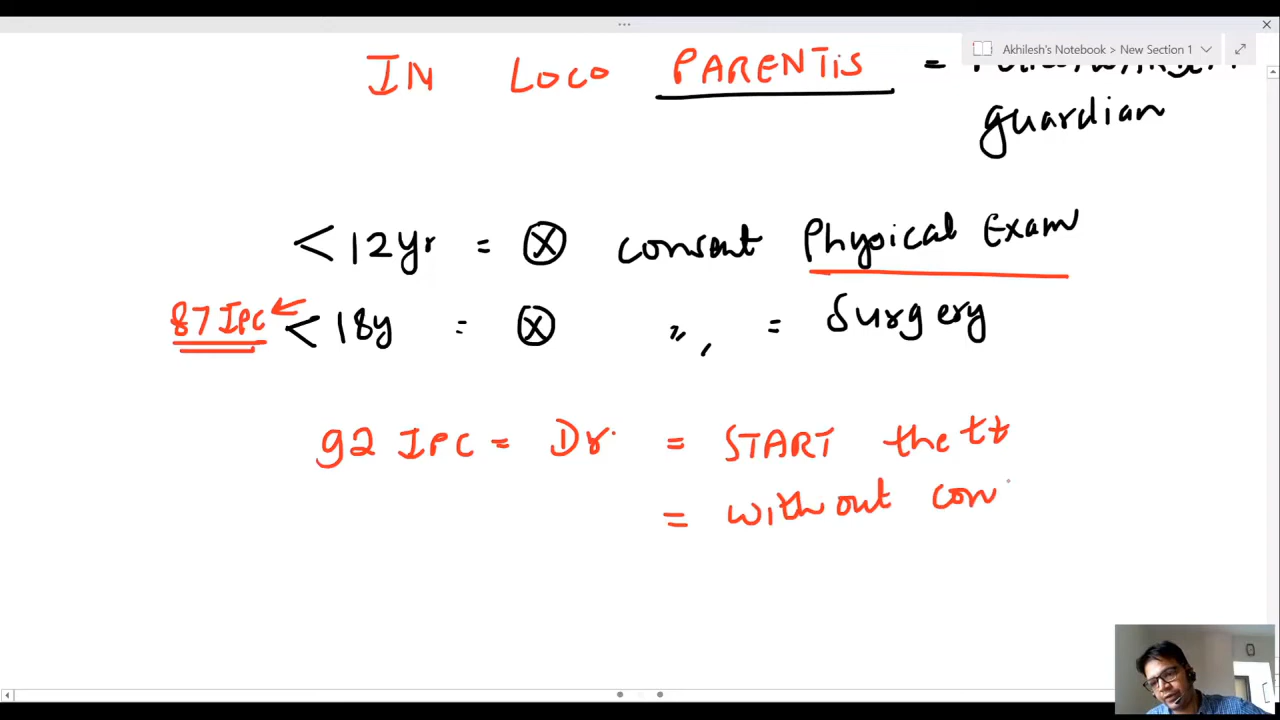 Akhilesh's Notebook > New Section 1
IN LOCO PARENTIS =
guardian
< 12yr = ⓧ consent Physical Exam
87 IPC ← < 18y = ⓧ " , = Surgery
92 IPC = Dr. = START the tt
= without con